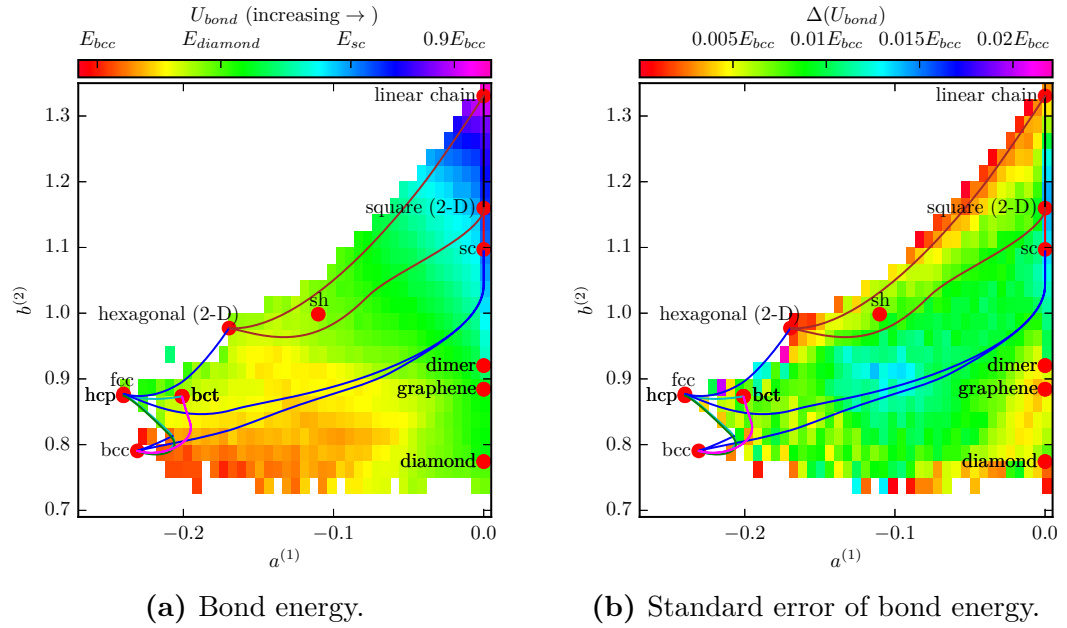 U_bond (increasing → )
E_bcc E_diamond E_sc 0.9E_bcc
linear chain
square (2-D)
sc
sh
hexagonal (2-D)
dimer
fcc
graphene
hcp
bct
bcc
diamond
1.3
1.2
1.1
1.0
0.9
0.8
0.7
b^(2)
−0.2 −0.1 0.0
a^(1)
(a) Bond energy.
Δ(U_bond)
0.005E_bcc 0.01E_bcc 0.015E_bcc 0.02E_bcc
linear chain
square (2-D)
sc
sh
hexagonal (2-D)
dimer
fcc
graphene
hcp
bct
bcc
diamond
1.3
1.2
1.1
1.0
0.9
0.8
0.7
b^(2)
−0.2 −0.1 0.0
a^(1)
(b) Standard error of bond energy.